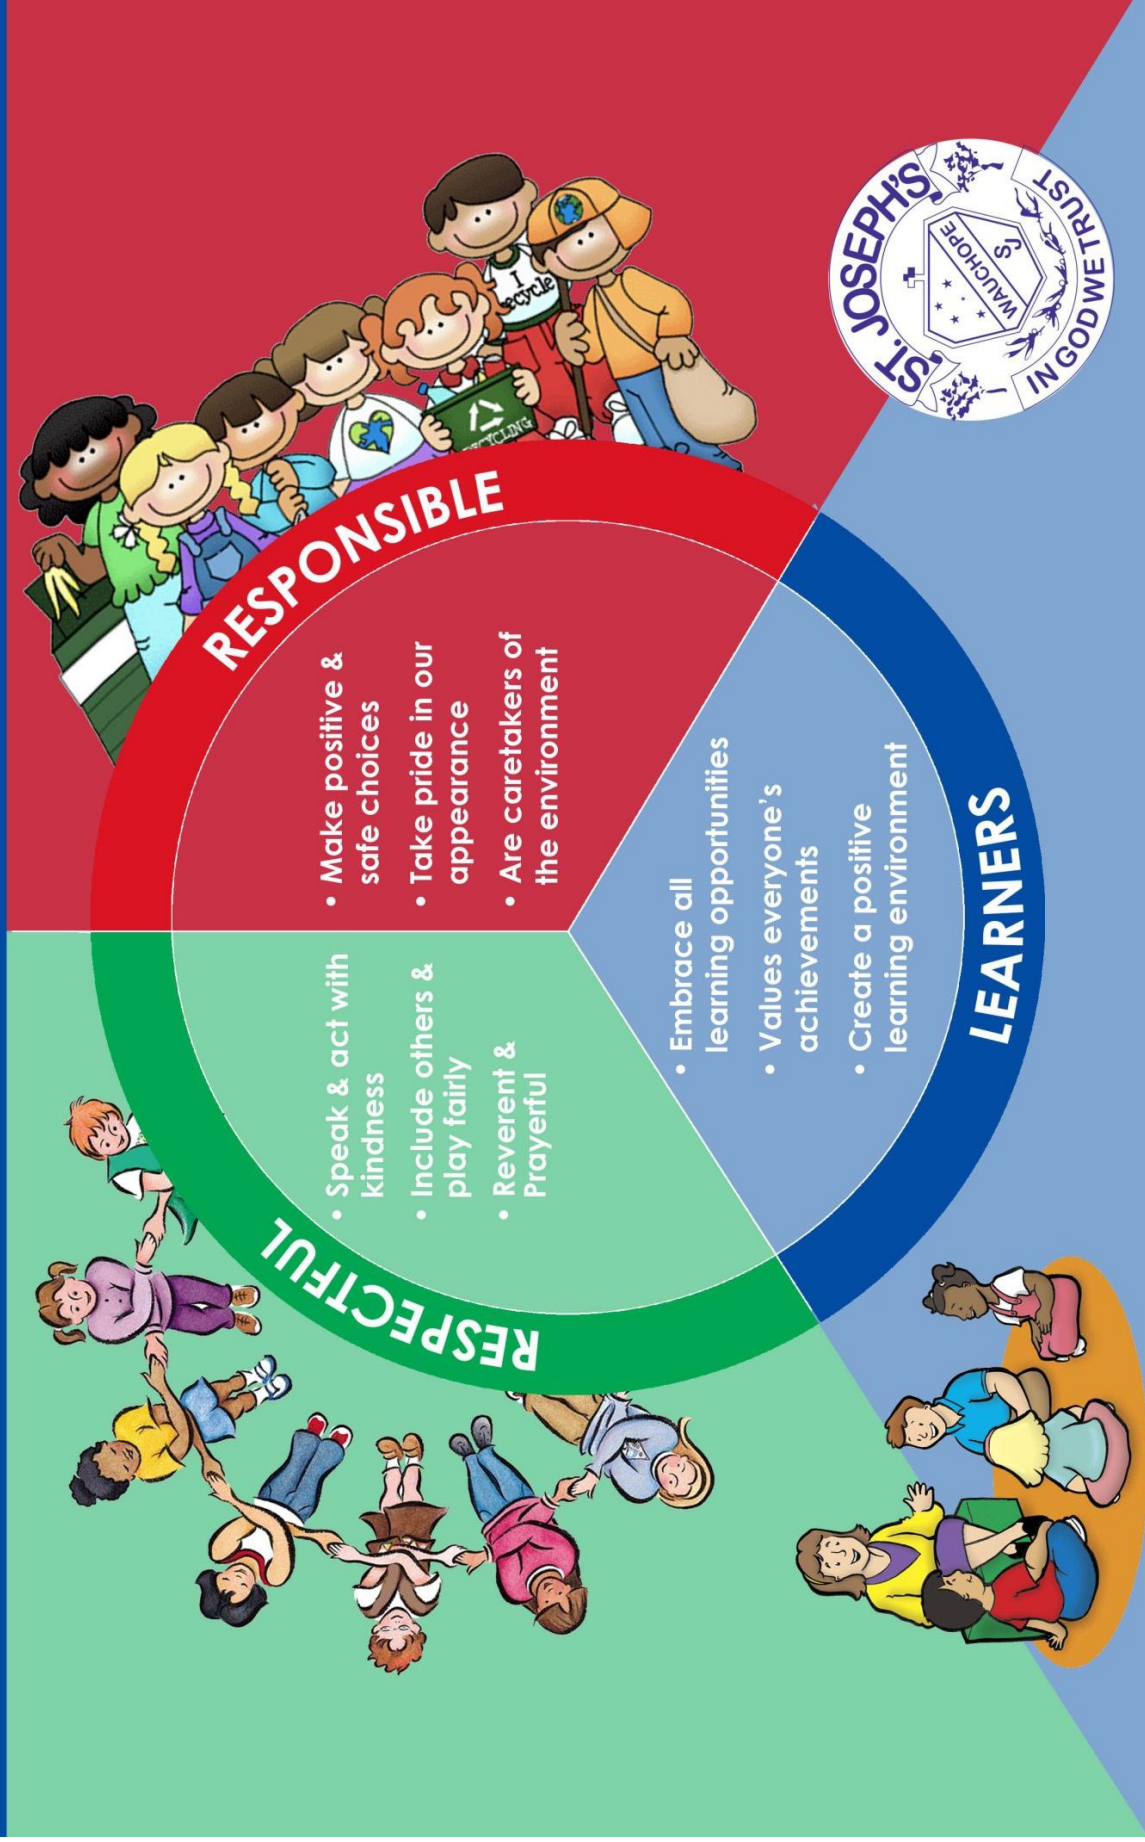 RESPECTFUL
• Speak & act with
kindness
• Include others &
play fairly
• Reverent &
Prayerful
RESPONSIBLE
• Make positive &
safe choices
• Take pride in our
appearance
• Are caretakers of
the environment
I
recycle
RECYCLING
• Embrace all
learning opportunities
• Values everyone's
achievements
• Create a positive
learning environment
LEARNERS
ST. JOSEPH'S
WAUCHOPE
SJ
IN GOD WE TRUST